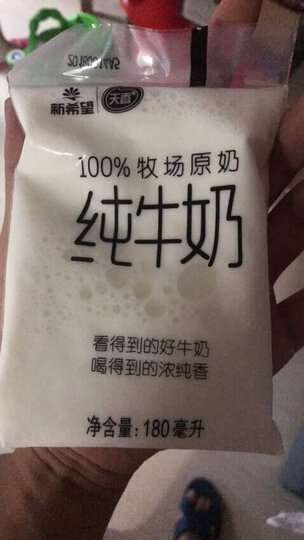 新希望 天香
100%牧场原奶
纯牛奶
看得到的好牛奶
喝得到的浓纯香
净含量:180毫升